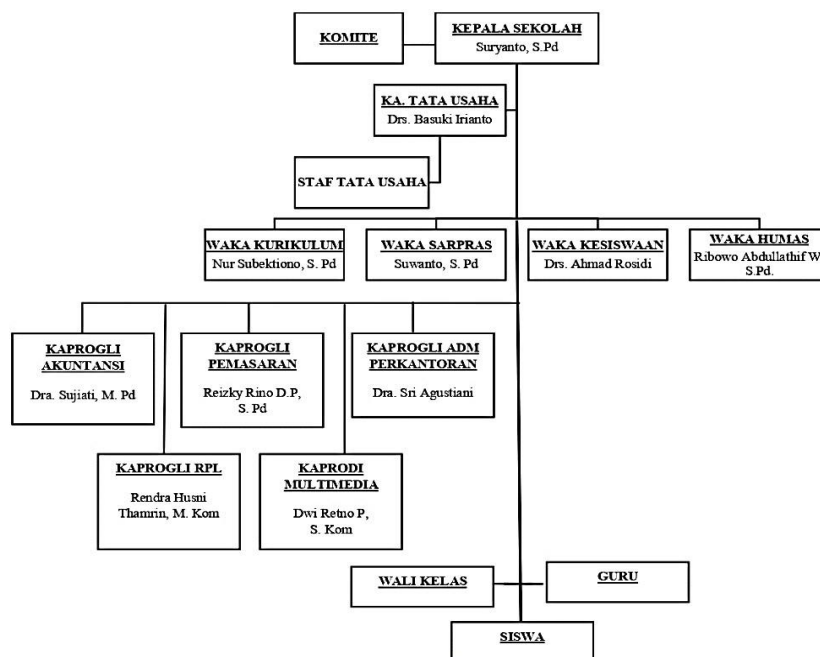 KOMITE
KEPALA SEKOLAH
Suryanto, S.Pd
KA. TATA USAHA
Drs. Basuki Irianto
STAF TATA USAHA
WAKA KURIKULUM
Nur Subektiono, S. Pd
WAKA SARPRAS
Suwanto, S. Pd
WAKA KESISWAAN
Drs. Ahmad Rosidi
WAKA HUMAS
Ribowo Abdullathif W
S.Pd.
KAPROGLI
AKUNTANSI
Dra. Sujiati, M. Pd
KAPROGLI
PEMASARAN
Reizky Rino D.P,
S. Pd
KAPROGLI ADM
PERKANTORAN
Dra. Sri Agustiani
KAPROGLI RPL
Rendra Husni
Thamrin, M. Kom
KAPRODI
MULTIMEDIA
Dwi Retno P,
S. Kom
WALI KELAS
GURU
SISWA